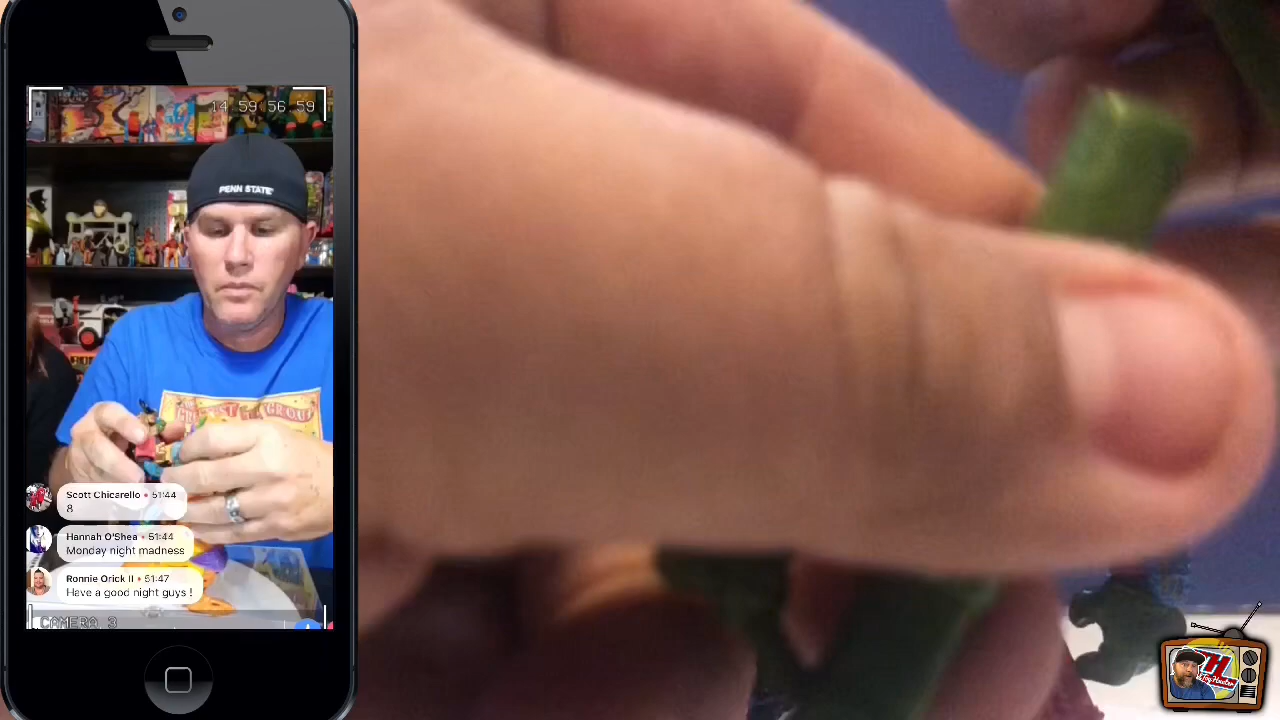 14 59 56 59
PENN STATE
Scott Chicarello • 51:44
8
Hannah O'Shea • 51:44
Monday night madness
Ronnie Orick II • 51:47
Have a good night guys !
CAMERA 3
H